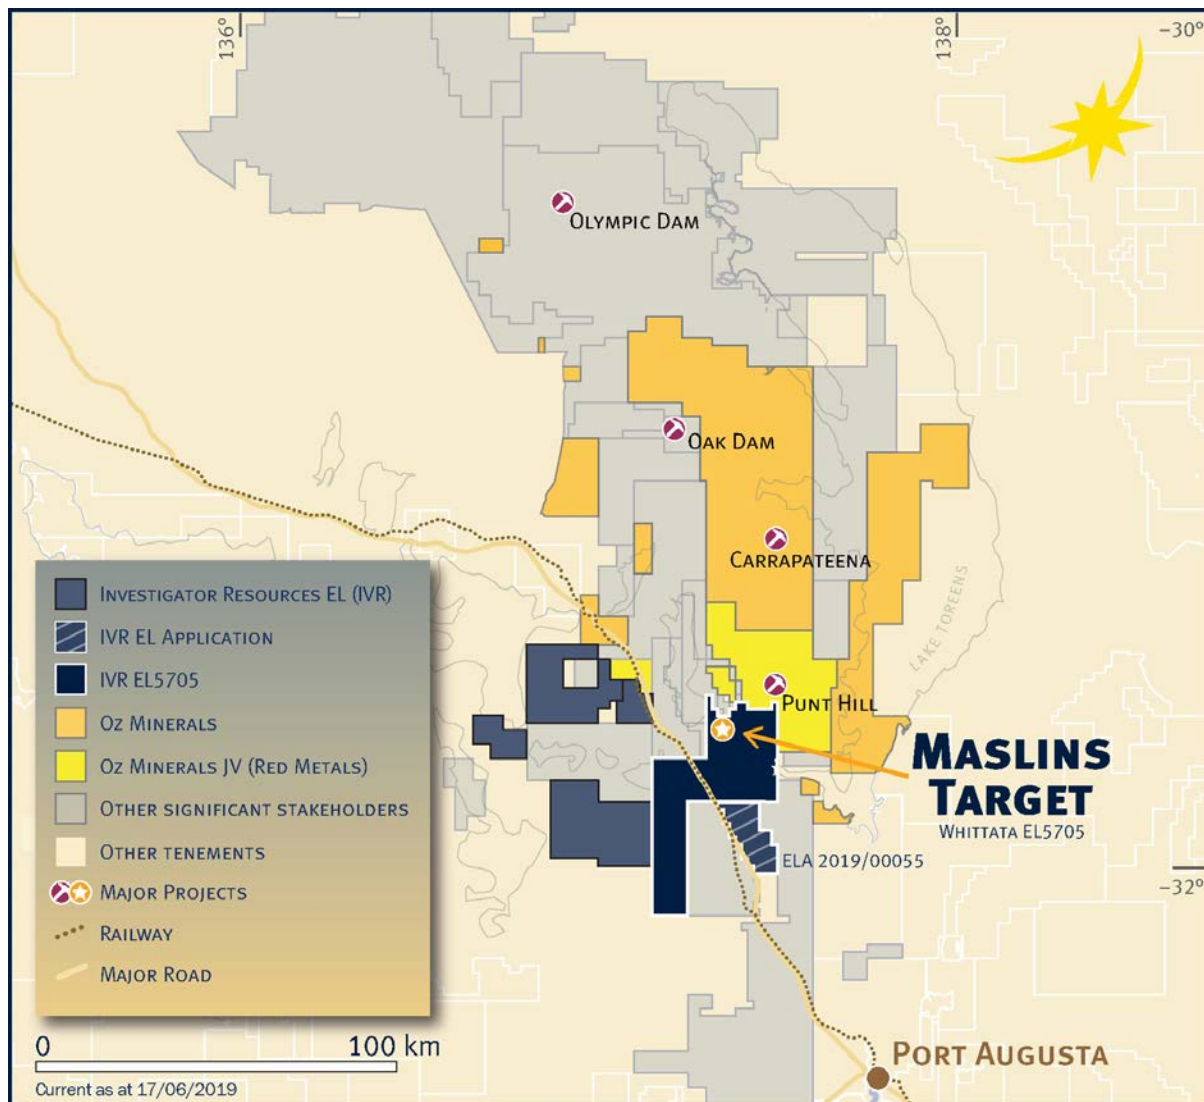 136°
138°
–30°
Olympic Dam
Oak Dam
Carrapateena
Lake Toreens
Punt Hill
Maslins
Target
Whittata EL5705
ELA 2019/00055
–32°
Investigator Resources EL (IVR)
IVR EL Application
IVR EL5705
Oz Minerals
Oz Minerals JV (Red Metals)
Other significant stakeholders
Other tenements
Major Projects
Railway
Major Road
0 100 km
Current as at 17/06/2019
Port Augusta